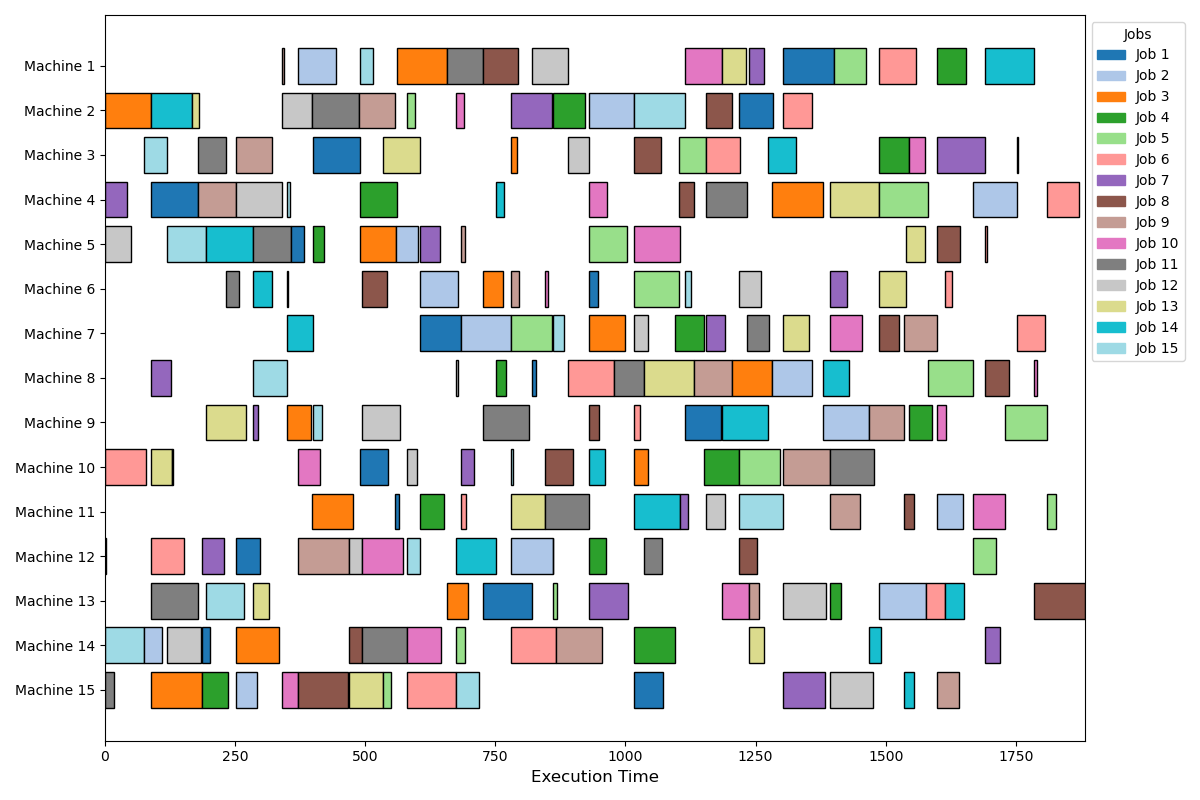 Machine 1
Machine 2
Machine 3
Machine 4
Machine 5
Machine 6
Machine 7
Machine 8
Machine 9
Machine 10
Machine 11
Machine 12
Machine 13
Machine 14
Machine 15
0 250 500 750 1000 1250 1500 1750
Execution Time
Jobs
Job 1
Job 2
Job 3
Job 4
Job 5
Job 6
Job 7
Job 8
Job 9
Job 10
Job 11
Job 12
Job 13
Job 14
Job 15